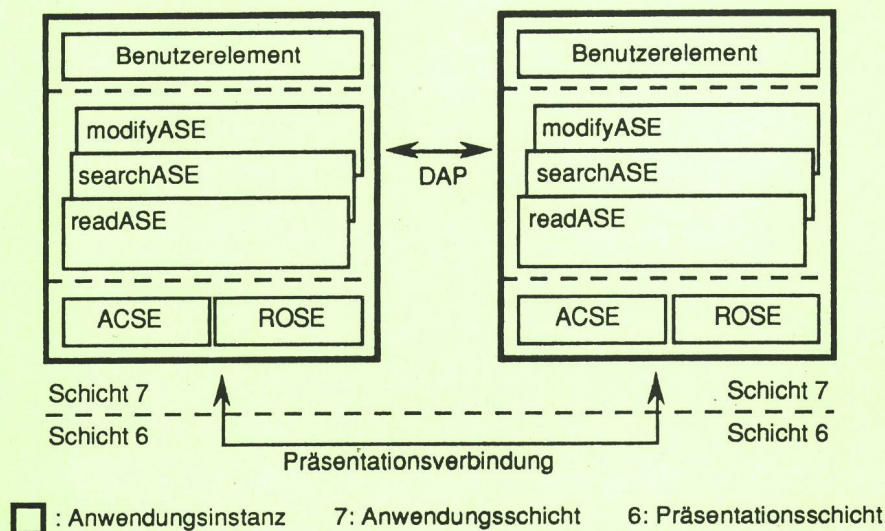 Benutzerelement
modifyASE
searchASE
readASE
ACSE ROSE
DAP
Benutzerelement
modifyASE
searchASE
readASE
ACSE ROSE
Schicht 7 Schicht 7
Schicht 6 Schicht 6
Präsentationsverbindung
: Anwendungsinstanz 7: Anwendungsschicht 6: Präsentationsschicht